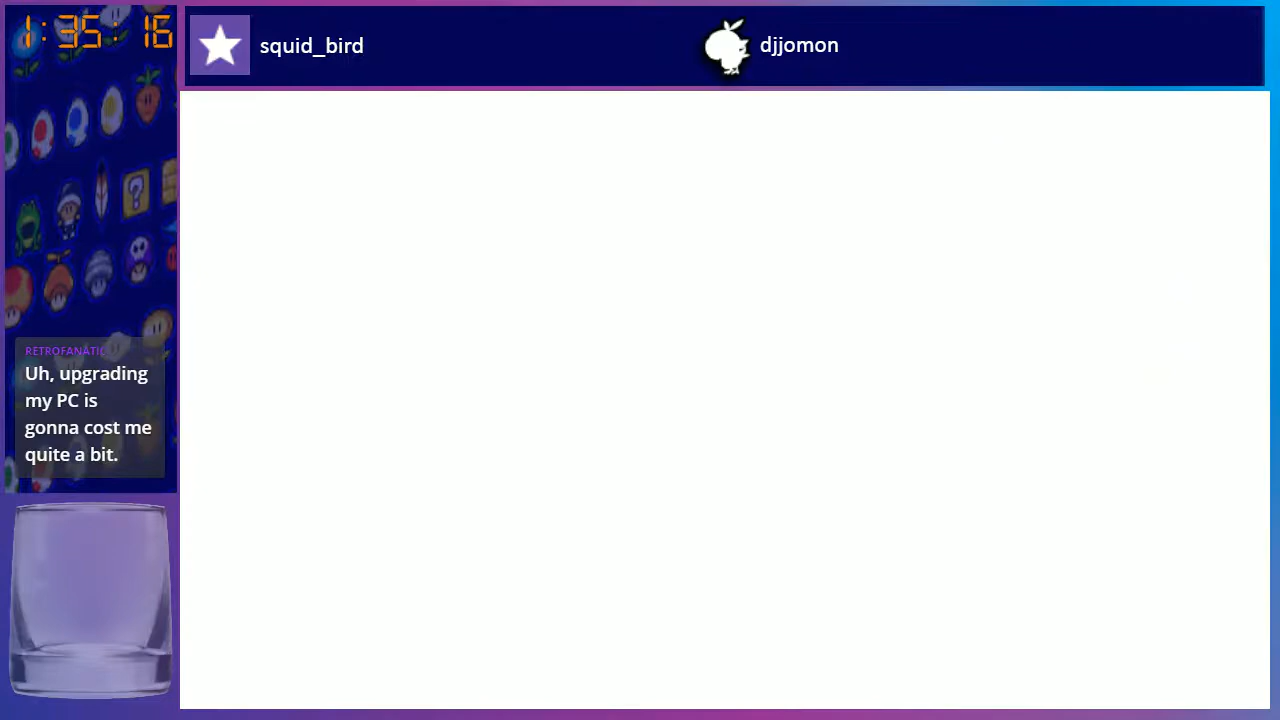 1:35:16
squid_bird
djjomon
RETROFANATIC
Uh, upgrading
my PC is
gonna cost me
quite a bit.